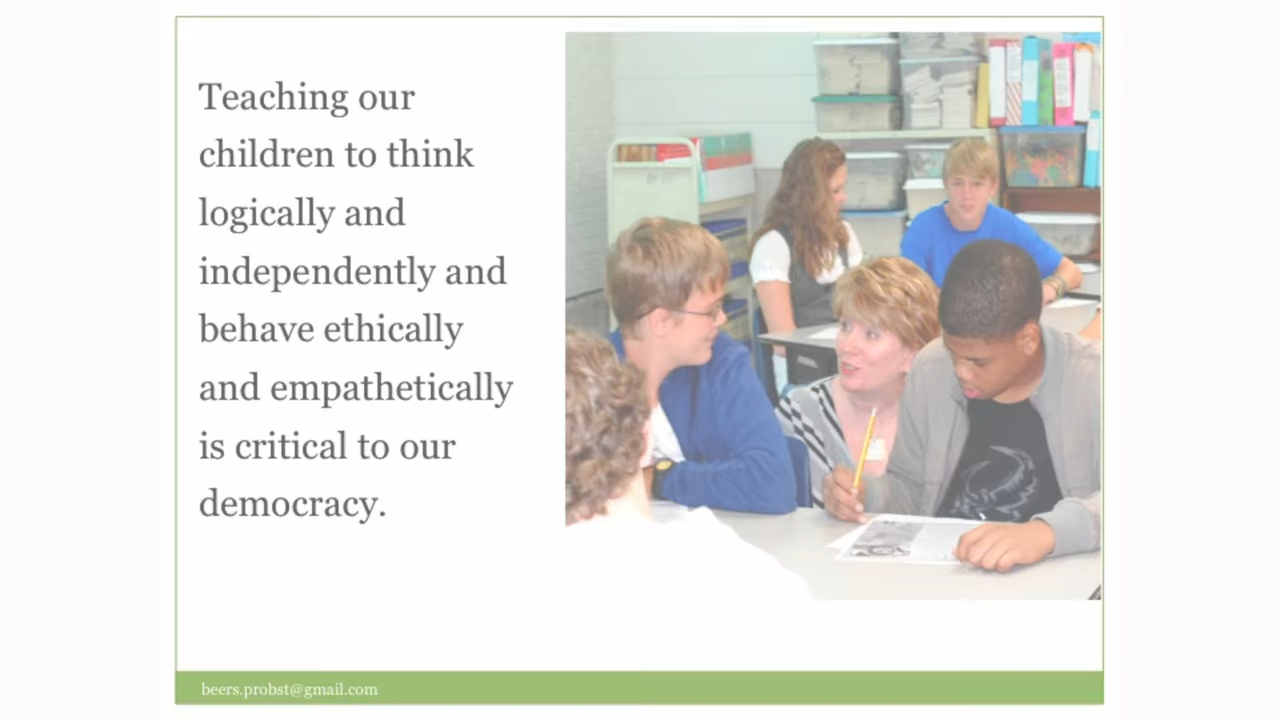 Teaching our
children to think
logically and
independently and
behave ethically
and empathetically
is critical to our
democracy.
beers.probst@gmail.com